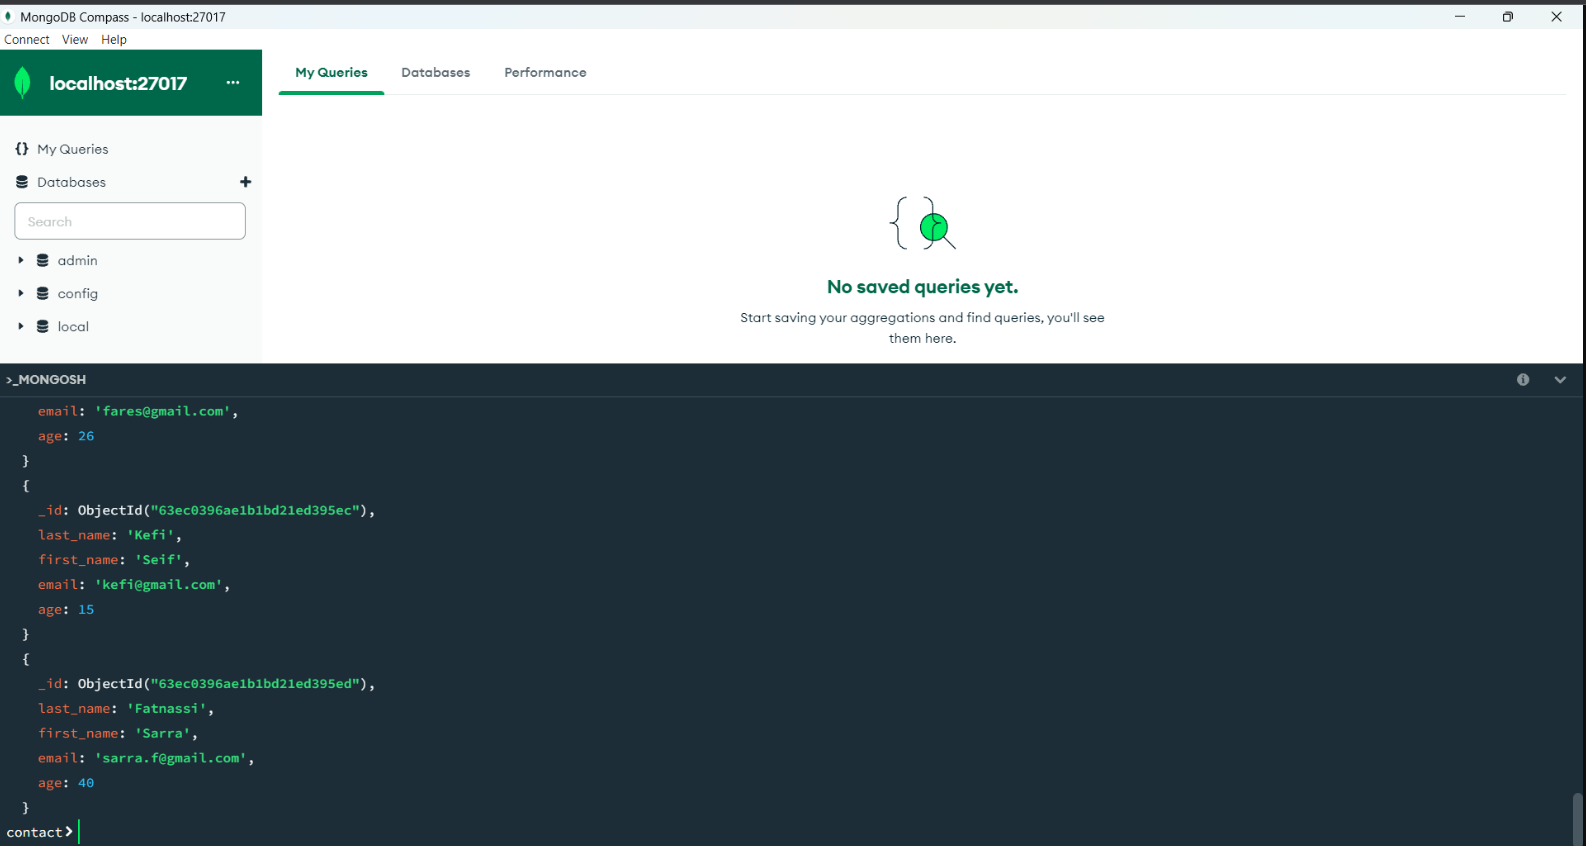 MongoDB Compass - localhost:27017
Connect View Help
localhost:27017 ...
My Queries Databases Performance
{} My Queries
Databases +
Search
admin
config
local
No saved queries yet.
Start saving your aggregations and find queries, you'll see
them here.
>_MONGOSH
email: 'fares@gmail.com',
age: 26
}
{
_id: ObjectId("63ec0396ae1b1bd21ed395ec"),
last_name: 'Kefi',
first_name: 'Seif',
email: 'kefi@gmail.com',
age: 15
}
{
_id: ObjectId("63ec0396ae1b1bd21ed395ed"),
last_name: 'Fatnassi',
first_name: 'Sarra',
email: 'sarra.f@gmail.com',
age: 40
}
contact>